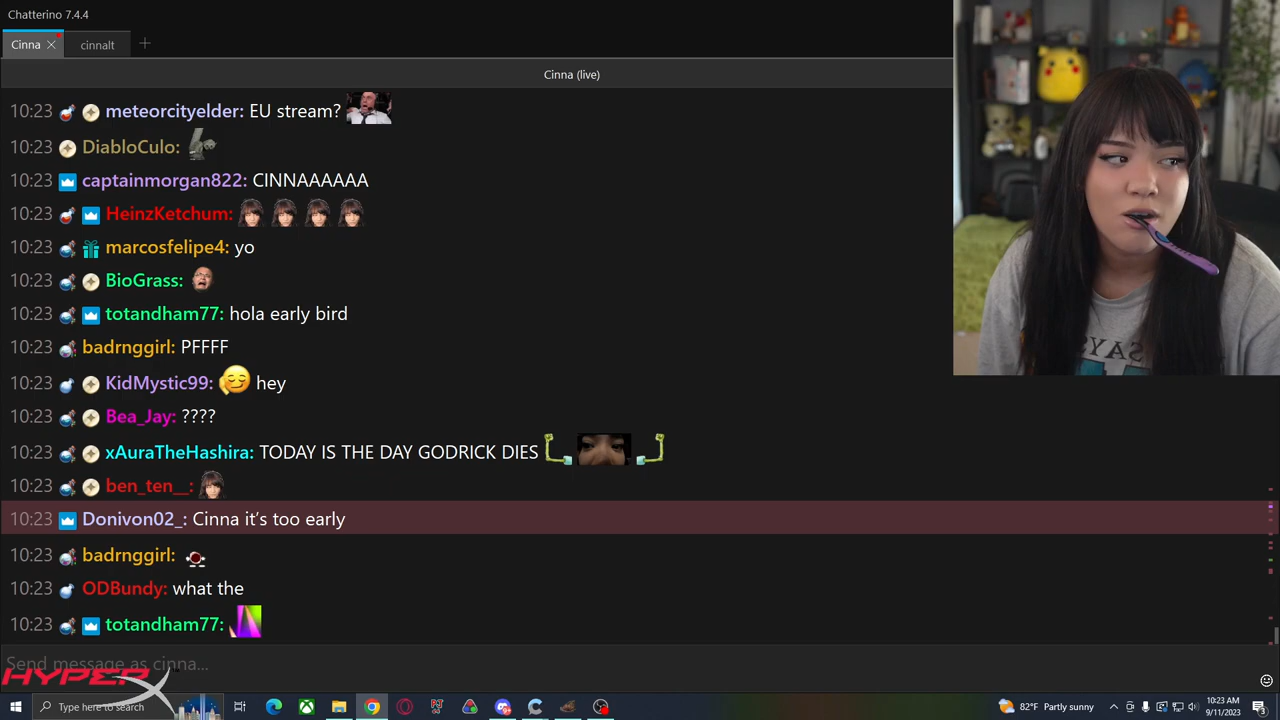 Chatterino 7.4.4
Cinna
cinnalt
Cinna (live)
10:23 meteorcityelder: EU stream?
10:23 DiabloCulo:
10:23 captainmorgan822: CINNAAAAAA
10:23 HeinzKetchum:
10:23 marcosfelipe4: yo
10:23 BioGrass:
10:23 totandham77: hola early bird
10:23 badrnggirl: PFFFF
10:23 KidMystic99: hey
10:23 Bea_Jay: ????
10:23 xAuraTheHashira: TODAY IS THE DAY GODRICK DIES
10:23 ben_ten__:
10:23 Donivon02_: Cinna it’s too early
10:23 badrnggirl:
10:23 ODBundy: what the
10:23 totandham77:
Send message as cinna...
HYPERX
Type here to search
82°F Partly sunny
10:23 AM
9/11/2023
3